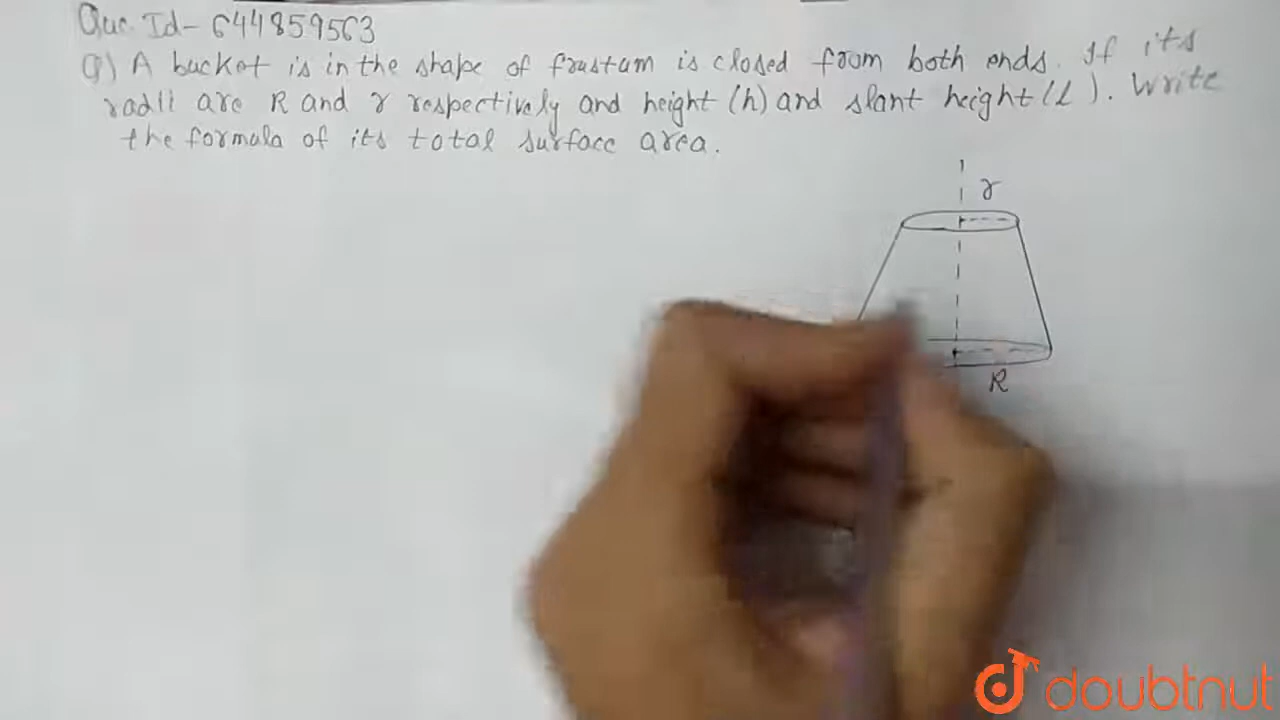 Que. Id- 644859563
Q) A bucket is in the shape of frustum is closed from both ends. If its
radii are R and r respectively and height (h) and slant height (l). Write
the formula of its total surface area.
r
R
doubtnut